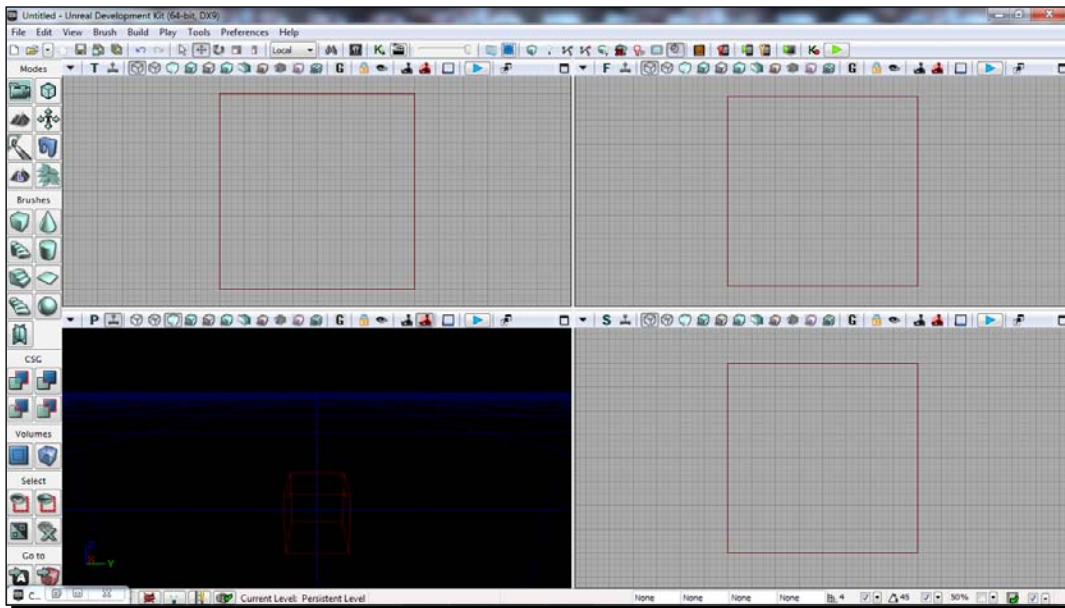 Untitled - Unreal Development Kit (64-bit, DX9)
File Edit View Brush Build Play Tools Preferences Help
Local
Modes
T G
F G
Brushes
P G
S G
CSG
Volumes
Select
Go to
Z
X
Y
C... Current Level: Persistent Level None None None None 4 45 50%